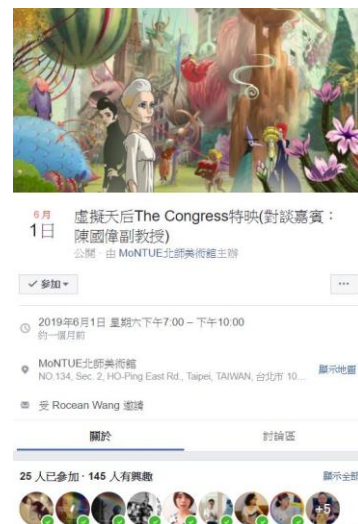 6月
1日
虛擬天后The Congress特映(對談嘉賓：
陳國偉副教授)
公開 · 由 MoNTUE北師美術館主辦
✓ 參加 ▾
...
2019年6月1日 星期六下午7:00 – 下午10:00
約一個月前
MoNTUE北師美術館
顯示地圖
NO.134, Sec. 2, HO-Ping East Rd., Taipei, TAIWAN, 台北市 10...
受 Rocean Wang 邀請
關於
討論區
25 人已參加 · 145 人有興趣
顯示全部
+5